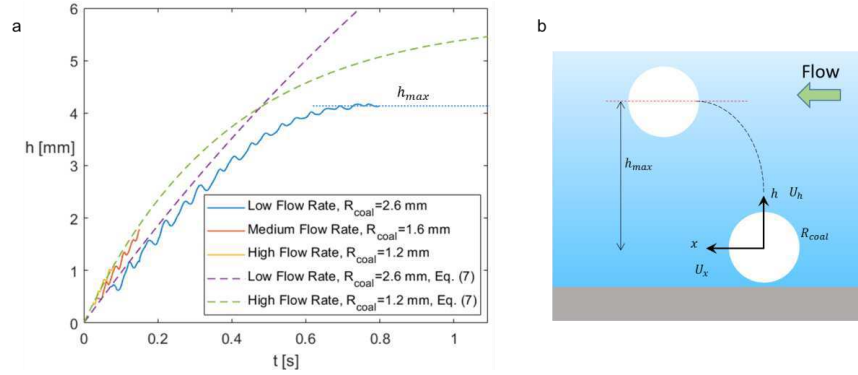 a
6
5
4
3
2
1
0
h [mm]
0
0.2
0.4
0.6
0.8
1
t [s]
h_max
Low Flow Rate, R_coal=2.6 mm
Medium Flow Rate, R_coal=1.6 mm
High Flow Rate, R_coal=1.2 mm
Low Flow Rate, R_coal=2.6 mm, Eq. (7)
High Flow Rate, R_coal=1.2 mm, Eq. (7)
b
Flow
h_max
h U_h
R_coal
x
U_x